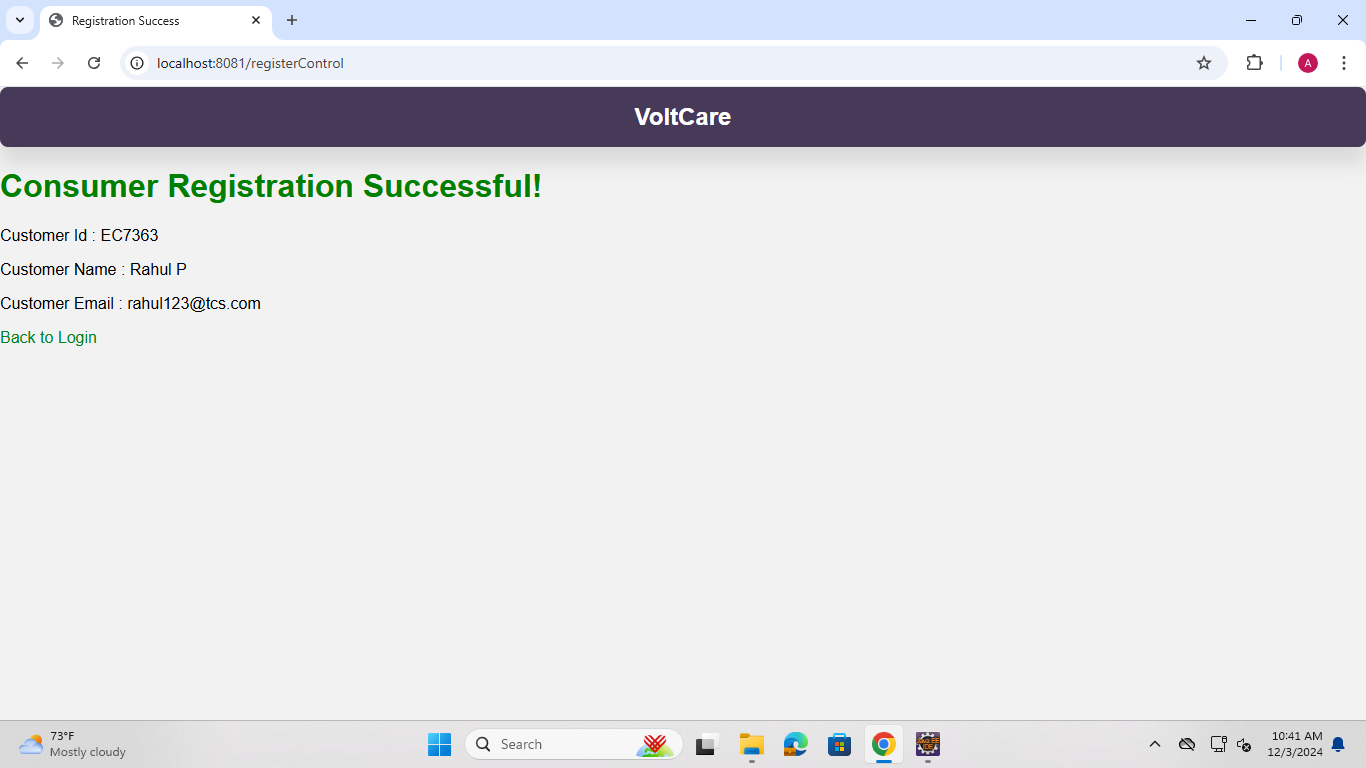 Registration Success
localhost:8081/registerControl
A
VoltCare
Consumer Registration Successful!
Customer Id : EC7363
Customer Name : Rahul P
Customer Email : rahul123@tcs.com
Back to Login
73°F
Mostly cloudy
Search
10:41 AM
12/3/2024